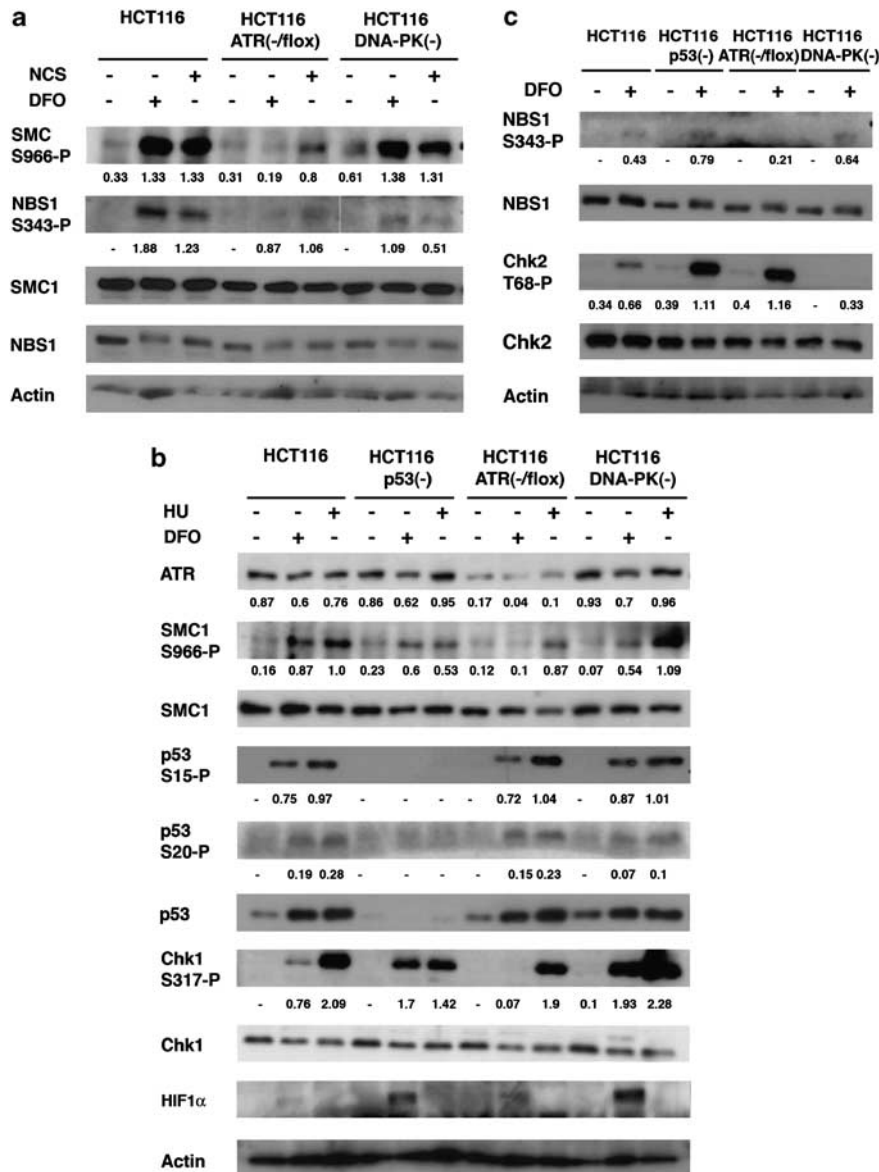 a
HCT116 HCT116 ATR(-/flox) HCT116 DNA-PK(-)
NCS - - + - - + - - +
DFO - + - - + - - + -
SMC S966-P
0.33 1.33 1.33 0.31 0.19 0.8 0.61 1.38 1.31
NBS1 S343-P
- 1.88 1.23 - 0.87 1.06 - 1.09 0.51
SMC1
NBS1
Actin
c
HCT116 HCT116 p53(-) HCT116 ATR(-/flox) HCT116 DNA-PK(-)
DFO - + - + - + - +
NBS1 S343-P
- 0.43 - 0.79 - 0.21 - 0.64
NBS1
Chk2 T68-P
0.34 0.66 0.39 1.11 0.4 1.16 - 0.33
Chk2
Actin
b
HCT116 HCT116 p53(-) HCT116 ATR(-/flox) HCT116 DNA-PK(-)
HU - - + - - + - - + - - +
DFO - + - - + - - + - - + -
ATR
0.87 0.6 0.76 0.86 0.62 0.95 0.17 0.04 0.1 0.93 0.7 0.96
SMC1 S966-P
0.16 0.87 1.0 0.23 0.6 0.53 0.12 0.1 0.87 0.07 0.54 1.09
SMC1
p53 S15-P
- 0.75 0.97 - - - - 0.72 1.04 - 0.87 1.01
p53 S20-P
- 0.19 0.28 - - - - 0.15 0.23 - 0.07 0.1
p53
Chk1 S317-P
- 0.76 2.09 - 1.7 1.42 - 0.07 1.9 0.1 1.93 2.28
Chk1
HIF1α
Actin